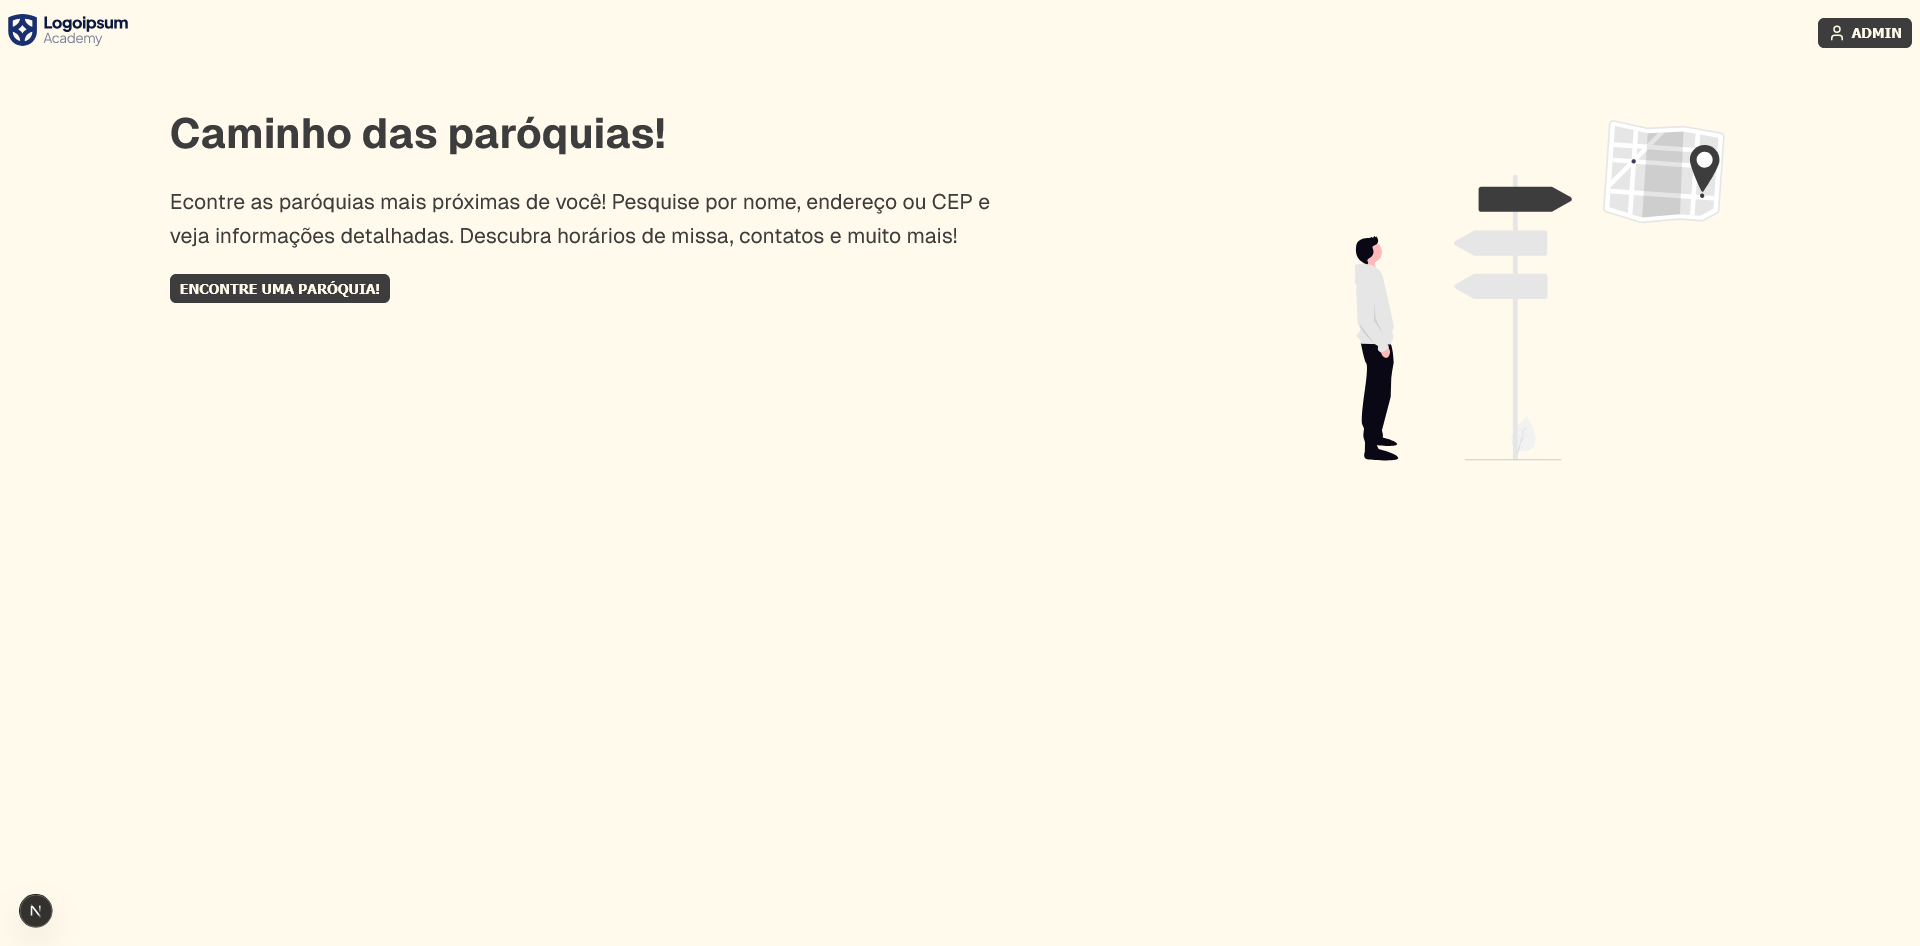 Logoipsum
Academy
ADMIN
Caminho das paróquias!
Econtre as paróquias mais próximas de você! Pesquise por nome, endereço ou CEP e
veja informações detalhadas. Descubra horários de missa, contatos e muito mais!
ENCONTRE UMA PARÓQUIA!
N